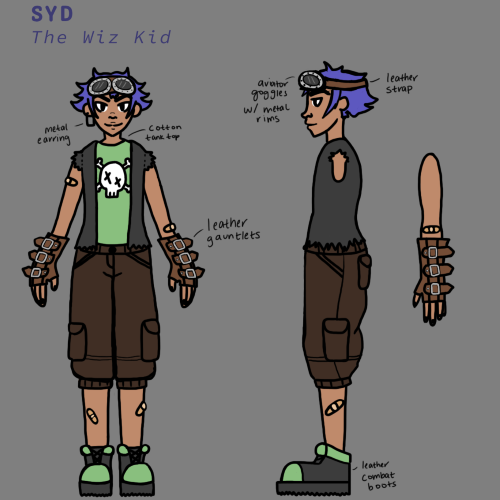 SYD
The Wiz Kid
metal
earring
cotton
tank top
leather
gauntlets
aviator
goggles
w/ metal
rims
leather
strap
leather
combat
boots